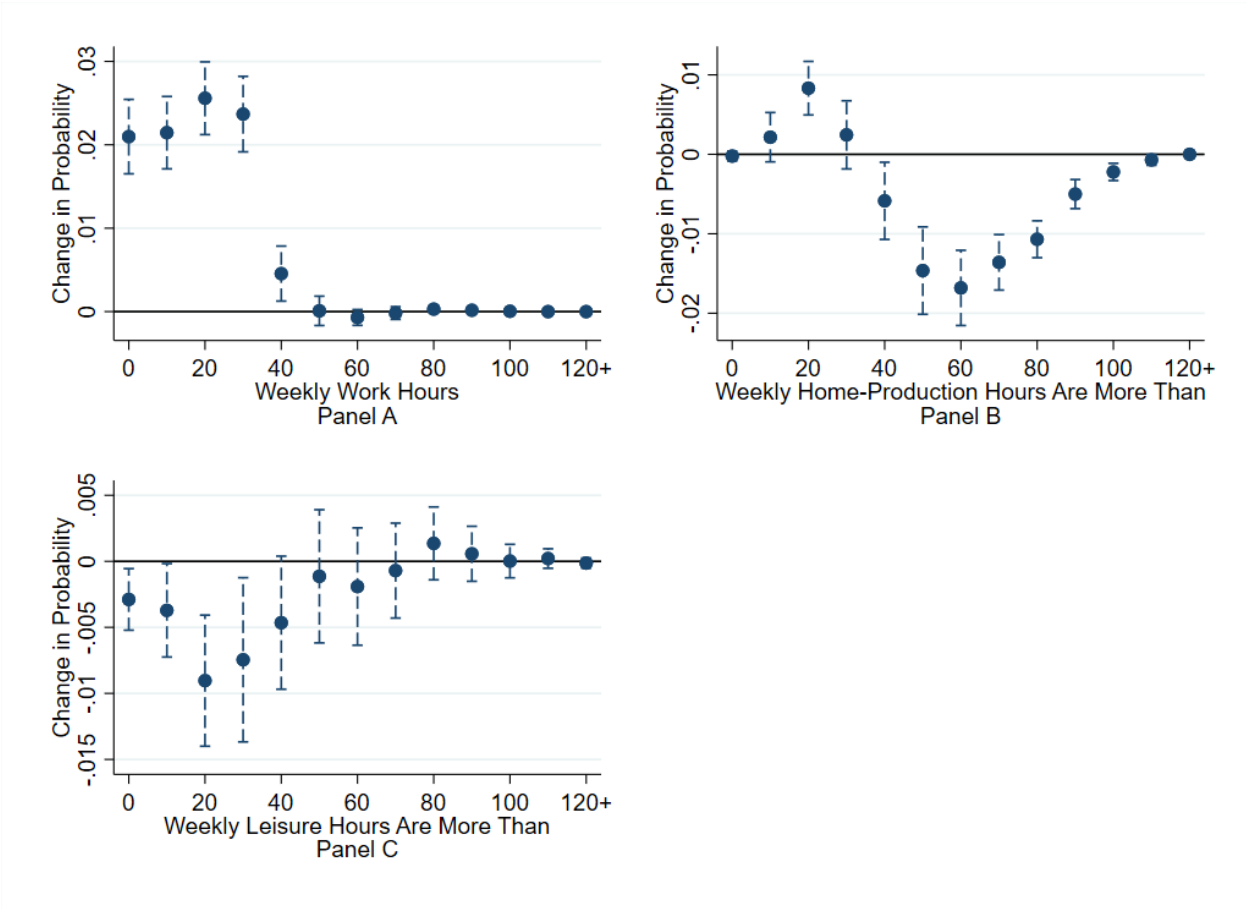 Change in Probability
.03
.02
.01
0
0 20 40 60 80 100 120+
Weekly Work Hours
Panel A
Change in Probability
.01
0
-.01
-.02
0 20 40 60 80 100 120+
Weekly Home-Production Hours Are More Than
Panel B
Change in Probability
.005
0
-.005
-.01
-.015
0 20 40 60 80 100 120+
Weekly Leisure Hours Are More Than
Panel C